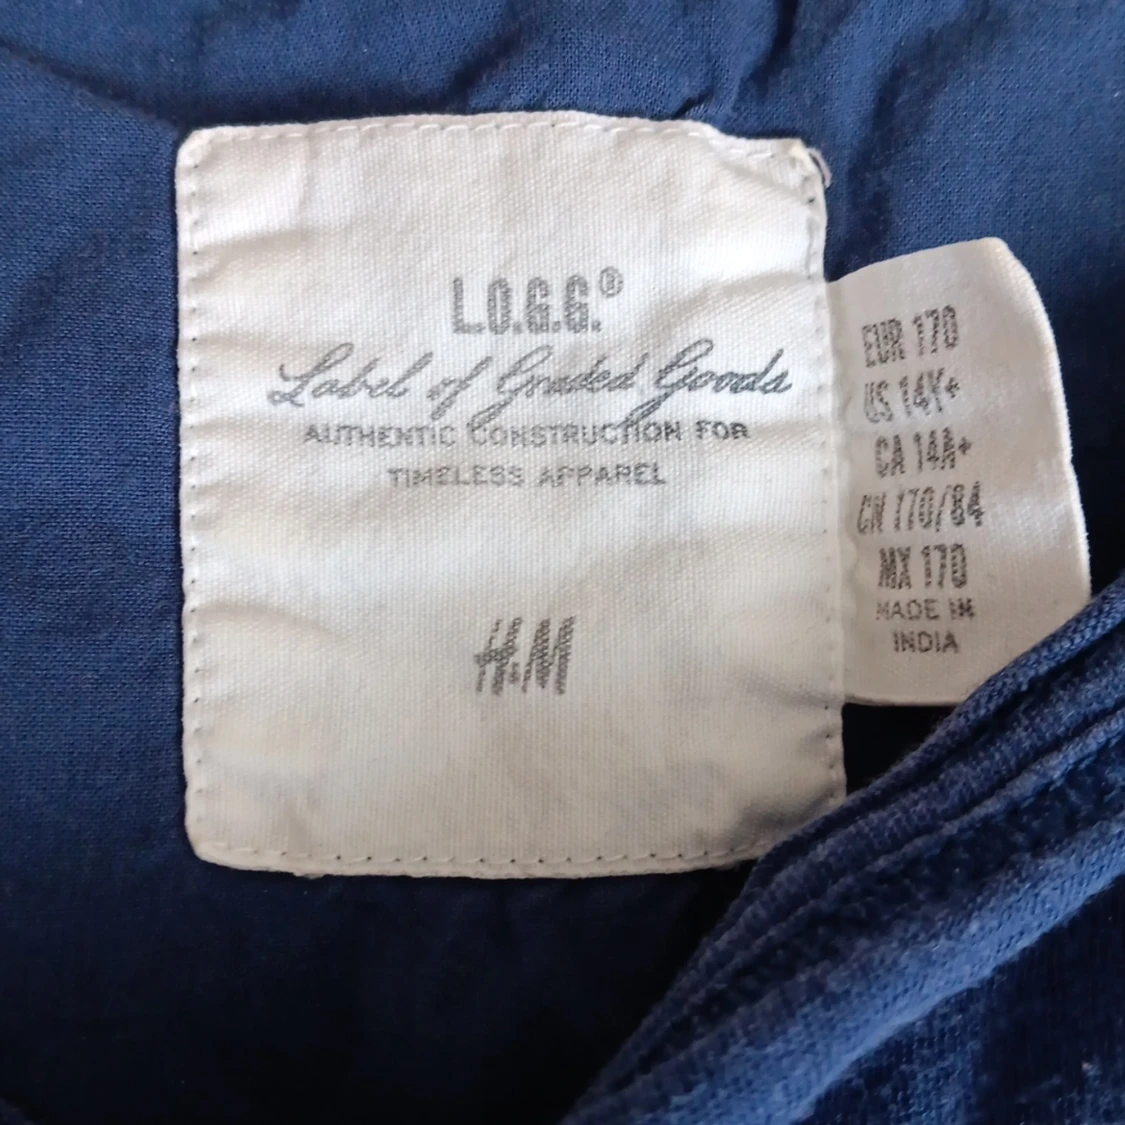 L.O.G.G.®
Label of Graded Goods
AUTHENTIC CONSTRUCTION FOR
TIMELESS APPAREL
H&M
EUR 170
US 14Y+
CA 14A+
CN 170/84
MX 170
MADE IN
INDIA